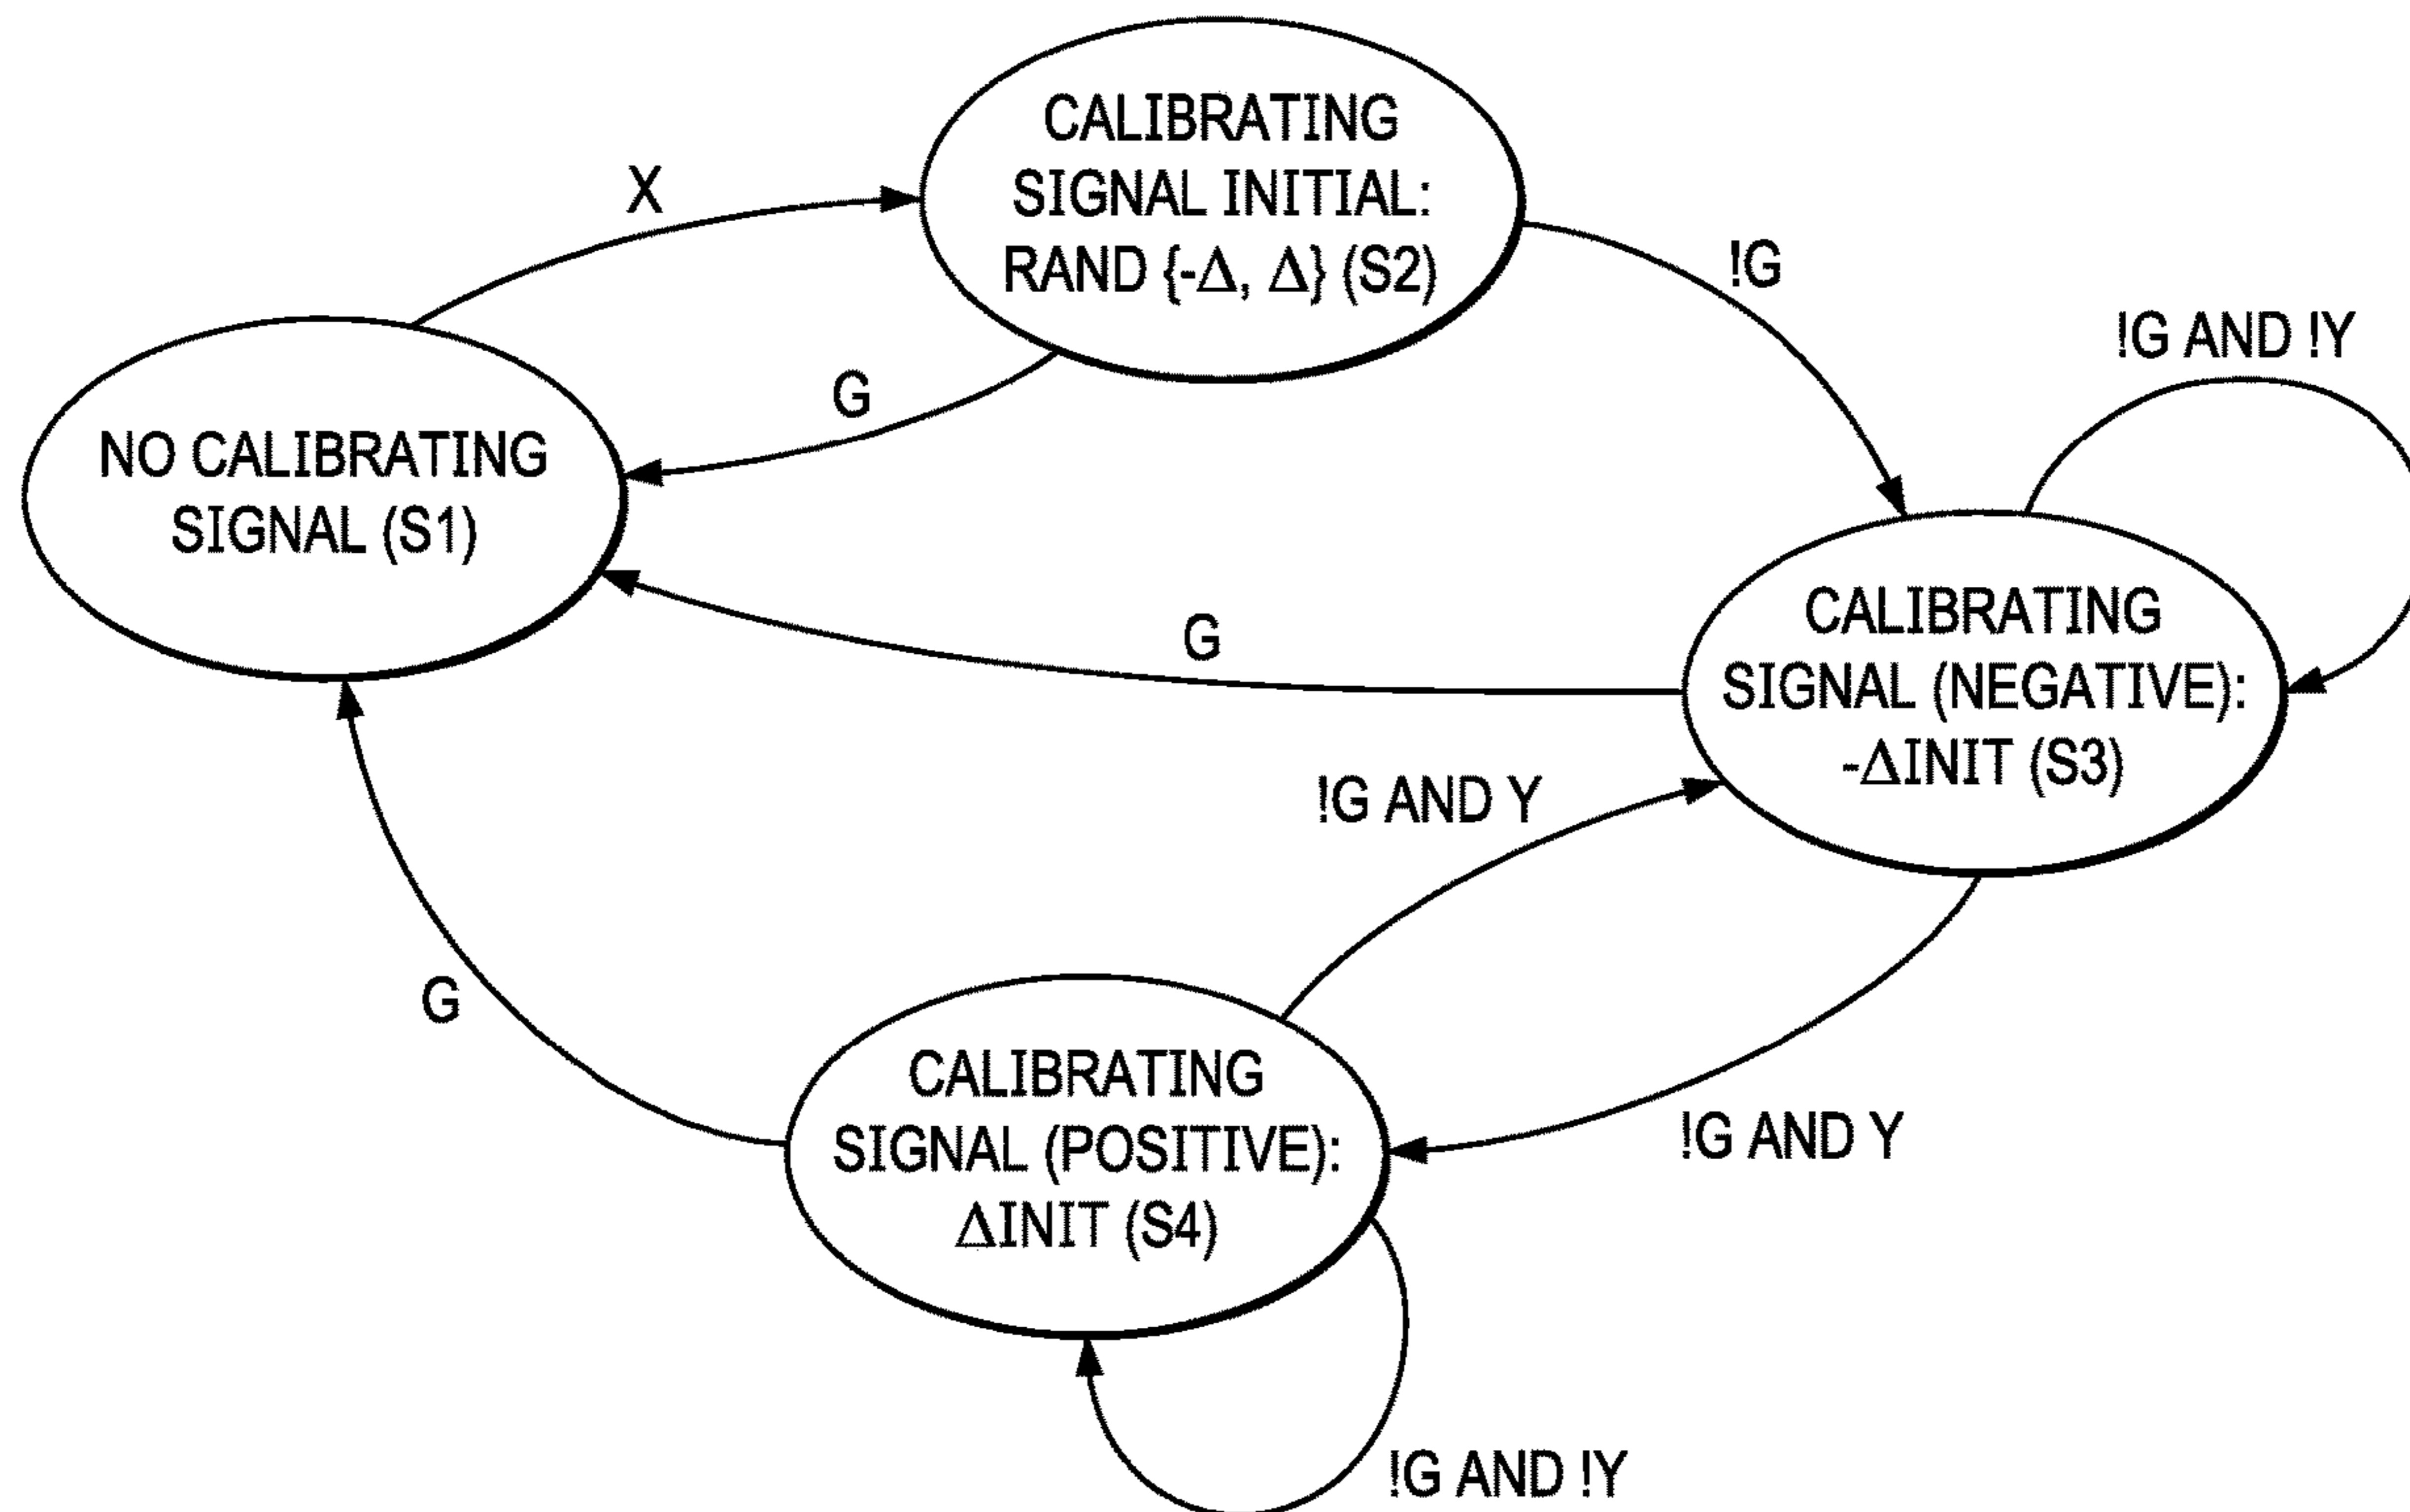 CALIBRATING
SIGNAL INITIAL:
RAND {-Δ, Δ} (S2)
X
!G
!G AND !Y
G
NO CALIBRATING
SIGNAL (S1)
CALIBRATING
SIGNAL (NEGATIVE):
-ΔINIT (S3)
G
!G AND Y
G
CALIBRATING
SIGNAL (POSITIVE):
ΔINIT (S4)
!G AND Y
!G AND !Y